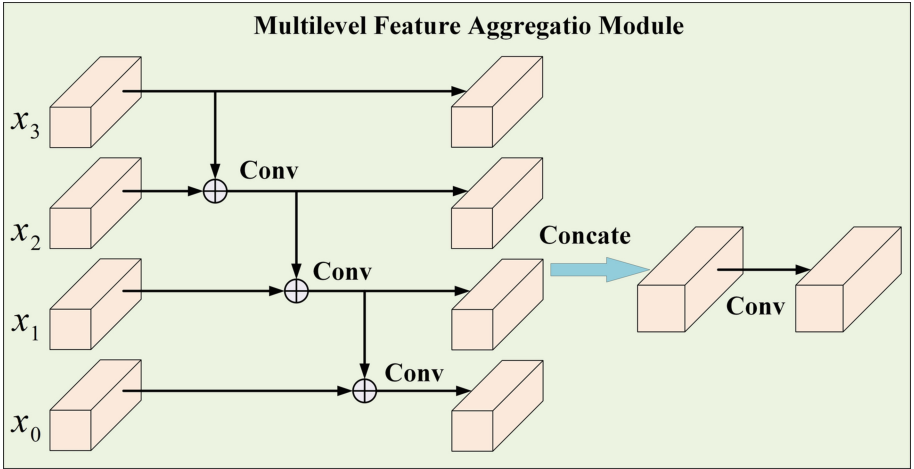 Multilevel Feature Aggregatio Module
x₃
Conv
x₂
Concate
Conv
x₁
Conv
Conv
x₀